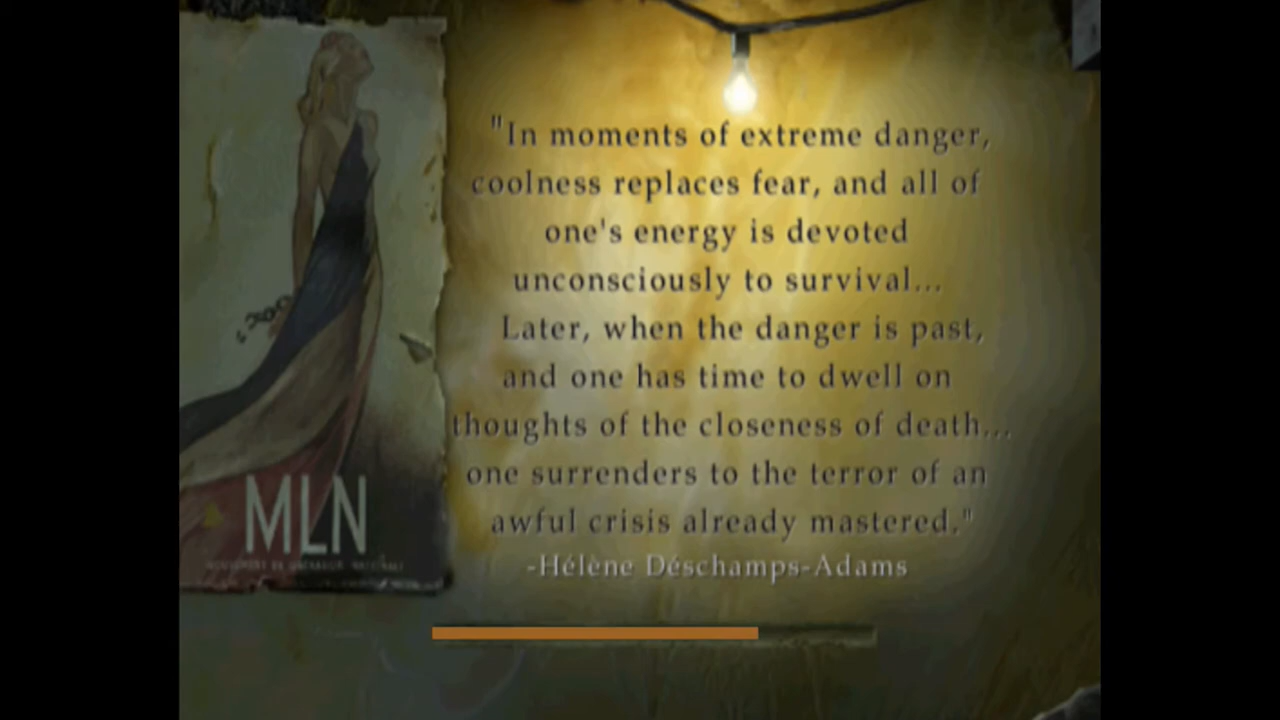 "In moments of extreme danger,
coolness replaces fear, and all of
one's energy is devoted
unconsciously to survival...
Later, when the danger is past,
and one has time to dwell on
thoughts of the closeness of death...
one surrenders to the terror of an
awful crisis already mastered."
-Hélène Déschamps-Adams
MLN